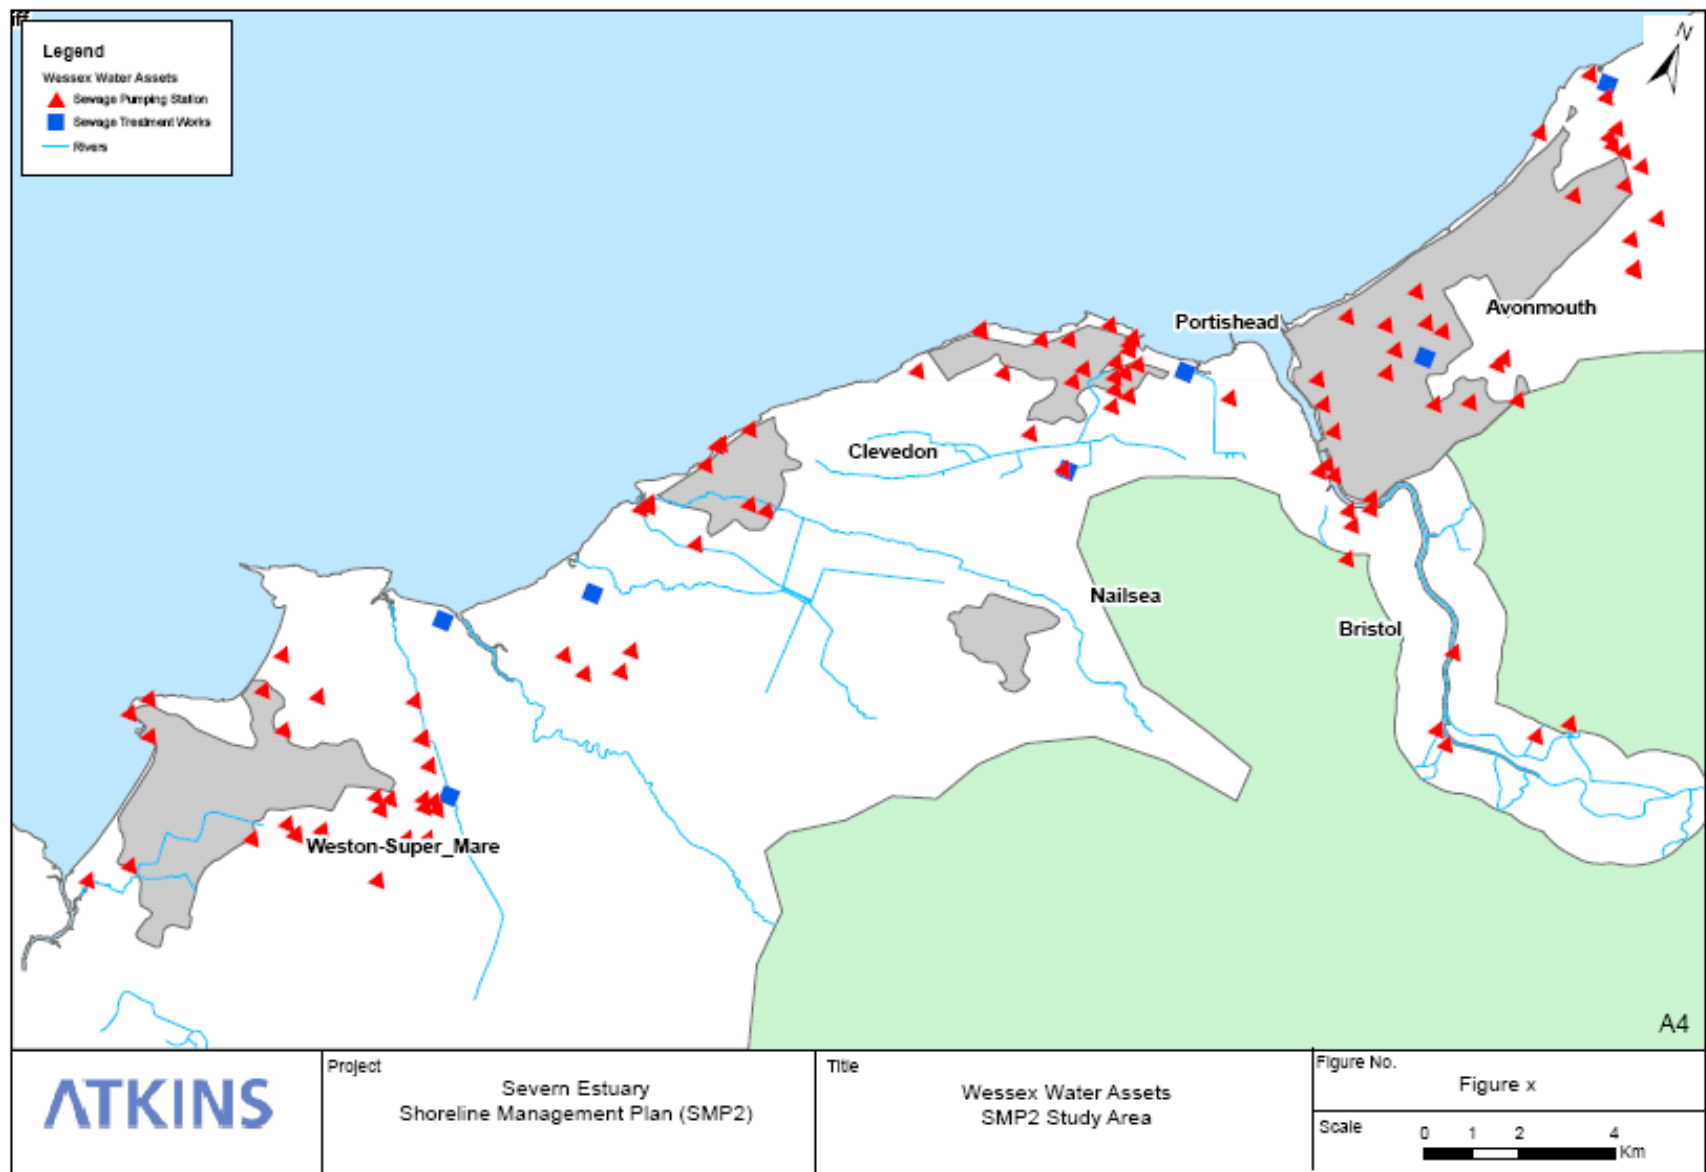 iff
Legend
Wessex Water Assets
Sewage Pumping Station
Sewage Treatment Works
Rivers
N
Avonmouth
Portishead
Clevedon
Nailsea
Bristol
Weston-Super_Mare
A4
ATKINS
Project
Severn Estuary
Shoreline Management Plan (SMP2)
Title
Wessex Water Assets
SMP2 Study Area
Figure No.
Figure x
Scale
0 1 2 4
Km